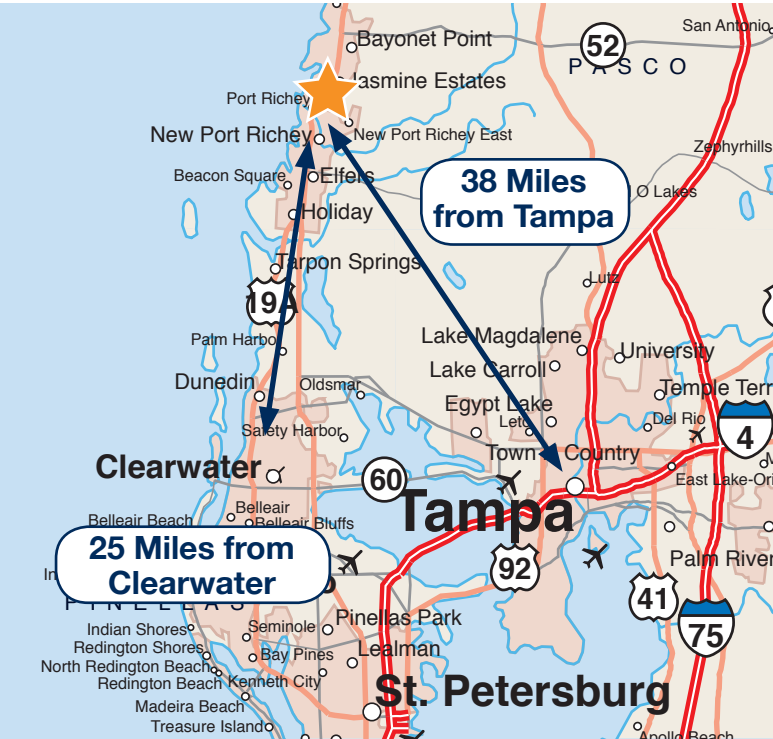 San Antonio
Bayonet Point
52
PASCO
Jasmine Estates
Port Richey
New Port Richey
New Port Richey East
Zephyrhills
Beacon Square
Elfers
38 Miles
from Tampa
O Lakes
Holiday
Tarpon Springs
Lutz
19A
Palm Harbo
Lake Magdalene
University
Lake Carroll
Dunedin
Oldsmar
Temple Terr
Egypt Lake
Leto
Del Rio
4
Safety Harbor
Town
Country
Clearwater
60
East Lake-Ori
Tampa
Belleair
Belleair Beach
Belleair Bluffs
25 Miles from
Clearwater
92
Palm River
In
41
PINELLAS
Pinellas Park
Indian Shores
Seminole
75
Redington Shores
Bay Pines
Lealman
North Redington Beach
Redington Beach
Kenneth City
St. Petersburg
Madeira Beach
Treasure Island
Apollo Beach